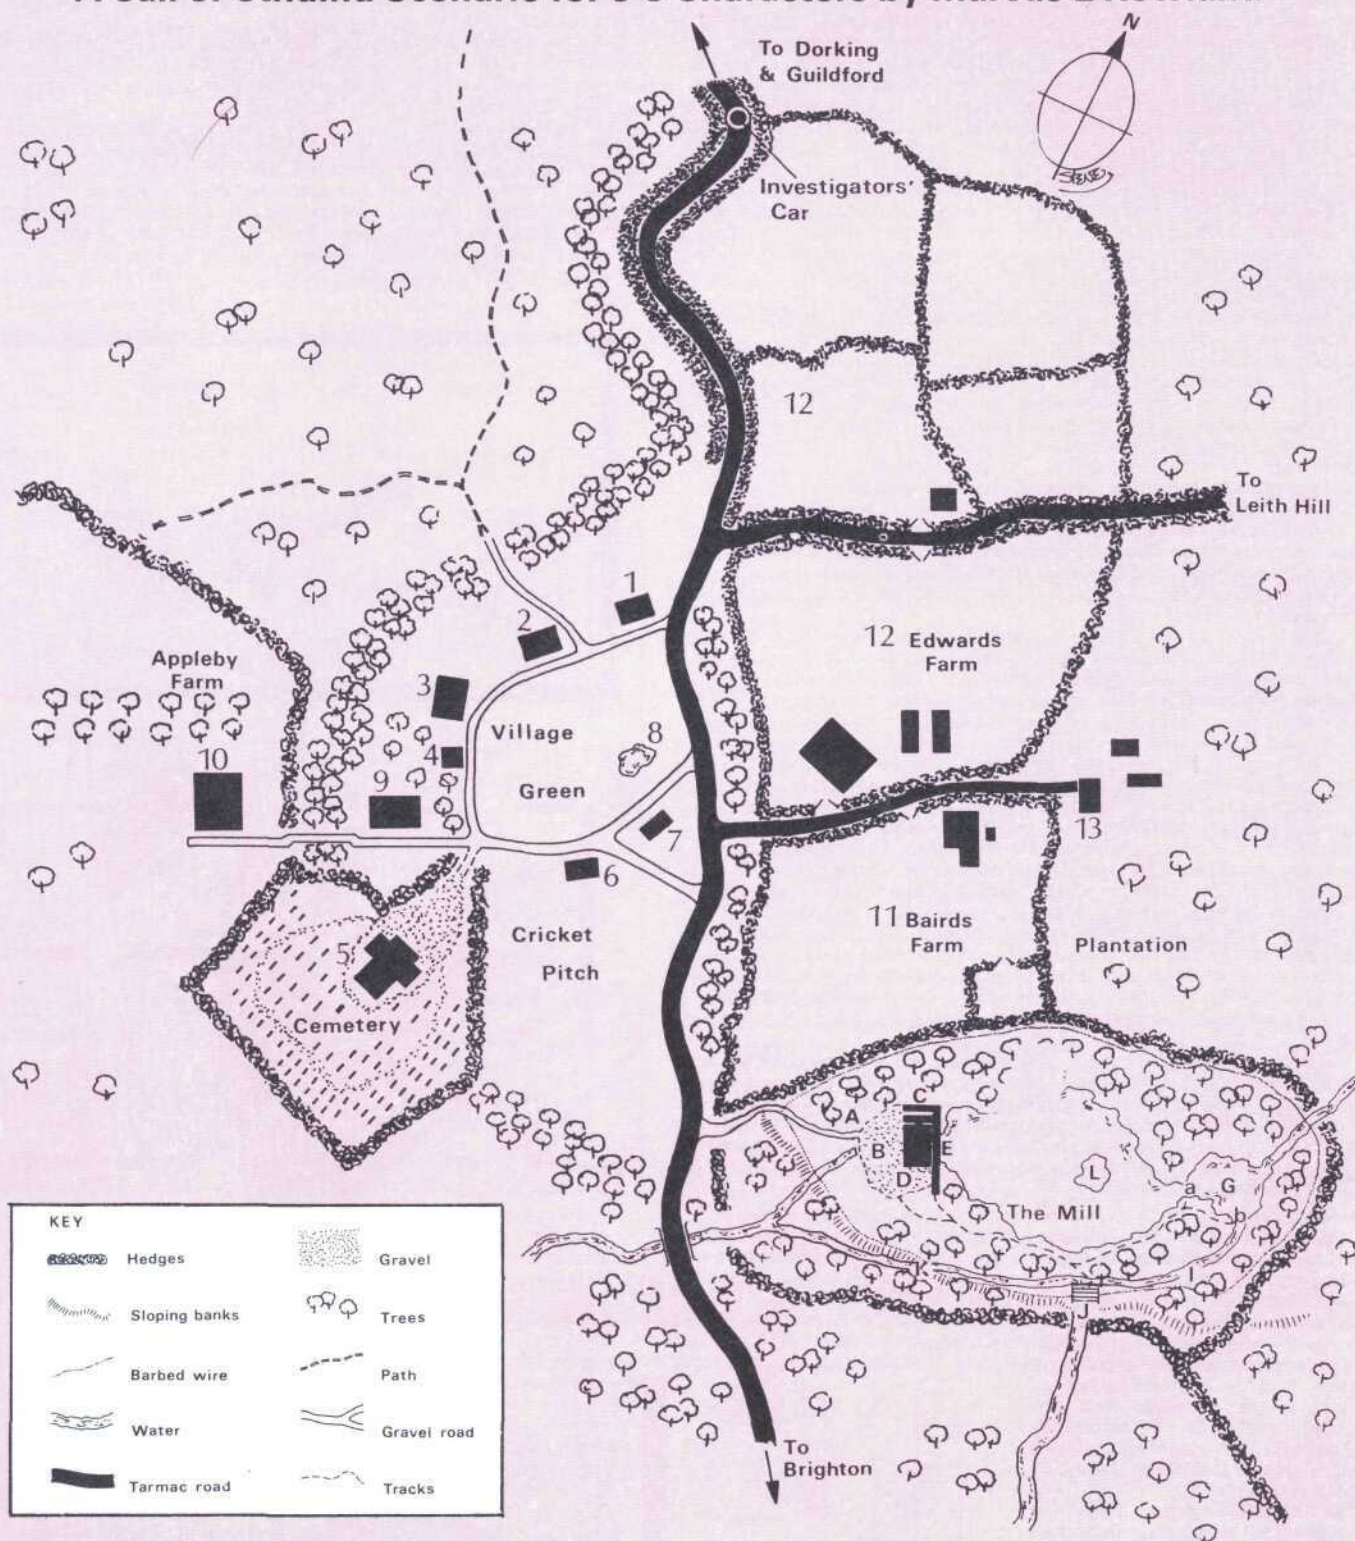 To Dorking
& Guildford
N
Investigators'
Car
12
To
Leith Hill
1
2
12 Edwards
Farm
Appleby
Farm
3
Village
8
4
Green
10
9
7
13
6
11 Bairds
Farm
Cricket
Pitch
Plantation
5
Cemetery
A
C
B
E
D
L
a
G
b
The Mill
K
I
J
KEY
Hedges
Gravel
Sloping banks
Trees
Barbed wire
Path
Water
Gravel road
Tarmac road
Tracks
To
Brighton